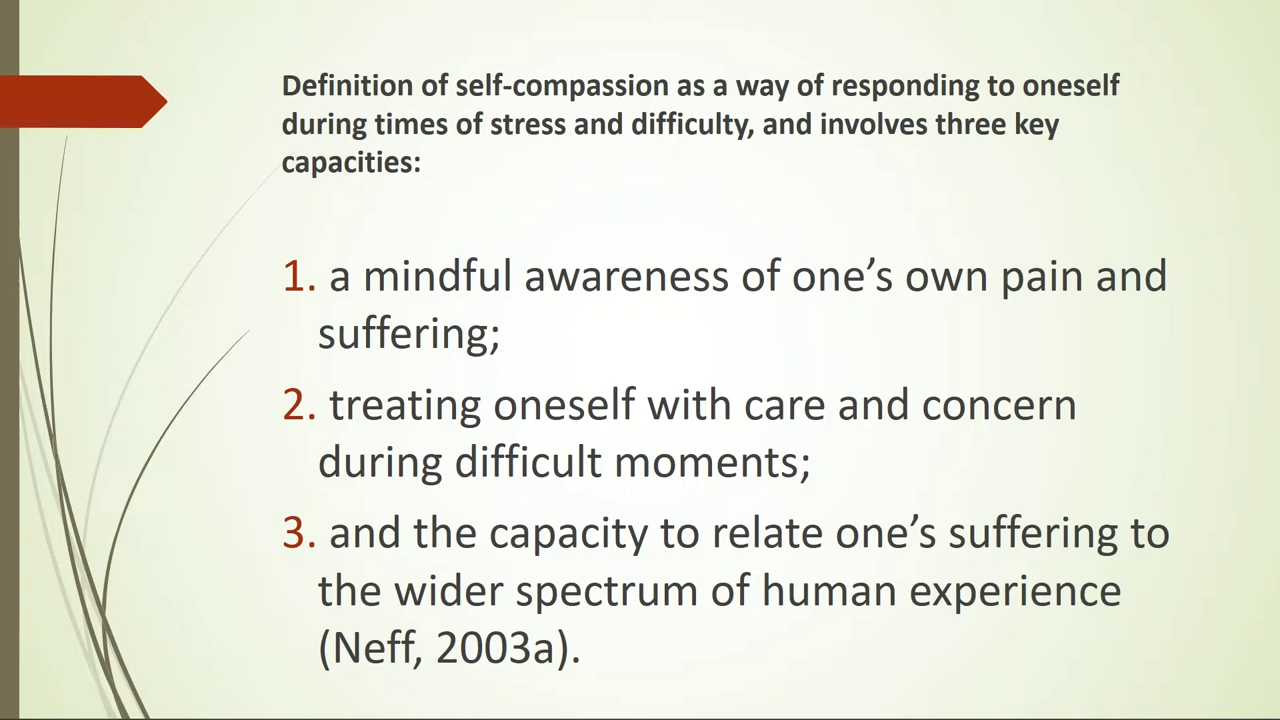 Definition of self-compassion as a way of responding to oneself
during times of stress and difficulty, and involves three key
capacities:
1. a mindful awareness of one’s own pain and
suffering;
2. treating oneself with care and concern
during difficult moments;
3. and the capacity to relate one’s suffering to
the wider spectrum of human experience
(Neff, 2003a).